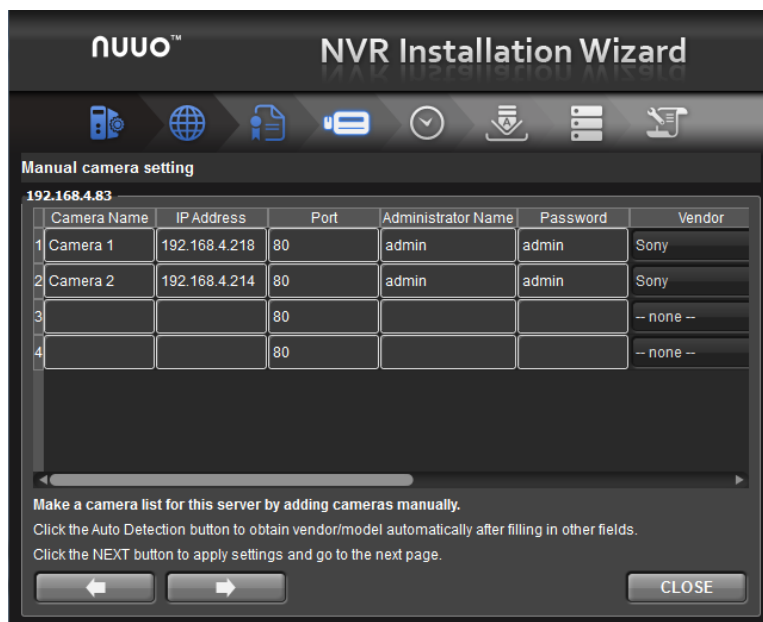 nuuo™
NVR Installation Wizard
Manual camera setting
192.168.4.83
Camera Name IP Address Port Administrator Name Password Vendor
1 Camera 1 192.168.4.218 80 admin admin Sony
2 Camera 2 192.168.4.214 80 admin admin Sony
3 80 -- none --
4 80 -- none --
Make a camera list for this server by adding cameras manually.
Click the Auto Detection button to obtain vendor/model automatically after filling in other fields.
Click the NEXT button to apply settings and go to the next page.
CLOSE